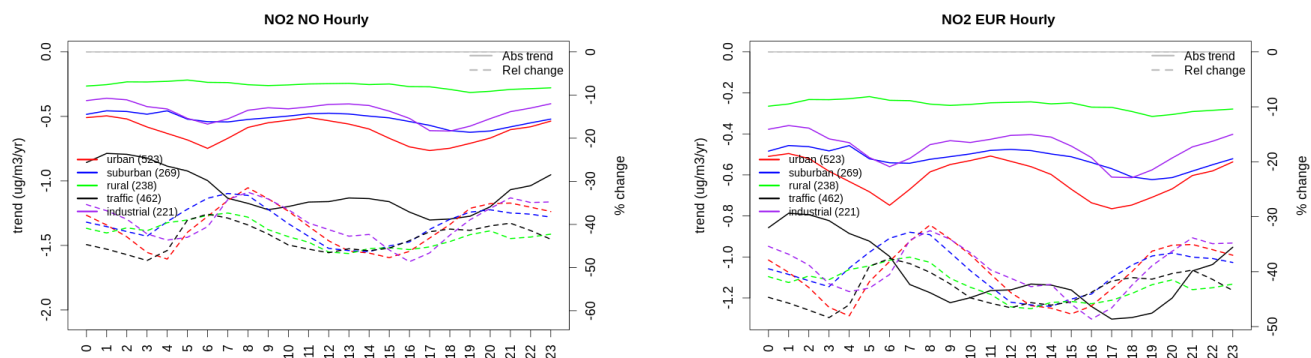 NO2 NO Hourly
trend (ug/m3/yr)
0.0
-0.5
-1.0
-1.5
-2.0
Abs trend
Rel change
urban (523)
suburban (269)
rural (238)
traffic (462)
industrial (221)
0
10
20
30
40
50
60
% change
0 1 2 3 4 5 6 7 8 9 10 11 12 13 14 15 16 17 18 19 20 21 22 23
NO2 EUR Hourly
trend (ug/m3/yr)
0.0
-0.2
-0.4
-0.6
-0.8
-1.0
-1.2
Abs trend
Rel change
urban (523)
suburban (269)
rural (238)
traffic (462)
industrial (221)
0
-10
-20
-30
-40
-50
% change
0 1 2 3 4 5 6 7 8 9 10 11 12 13 14 15 16 17 18 19 20 21 22 23